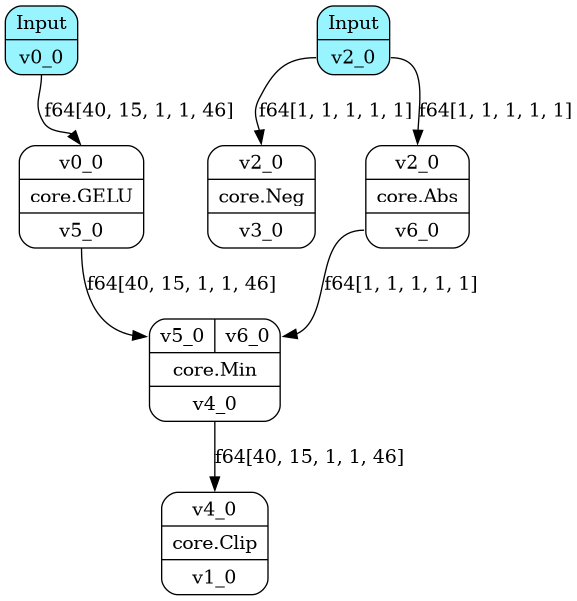 Input
v0_0
Input
v2_0
f64[40, 15, 1, 1, 46]
f64[1, 1, 1, 1, 1]
f64[1, 1, 1, 1, 1]
v0_0
core.GELU
v5_0
v2_0
core.Neg
v3_0
v2_0
core.Abs
v6_0
f64[40, 15, 1, 1, 46]
f64[1, 1, 1, 1, 1]
v5_0
v6_0
core.Min
v4_0
f64[40, 15, 1, 1, 46]
v4_0
core.Clip
v1_0